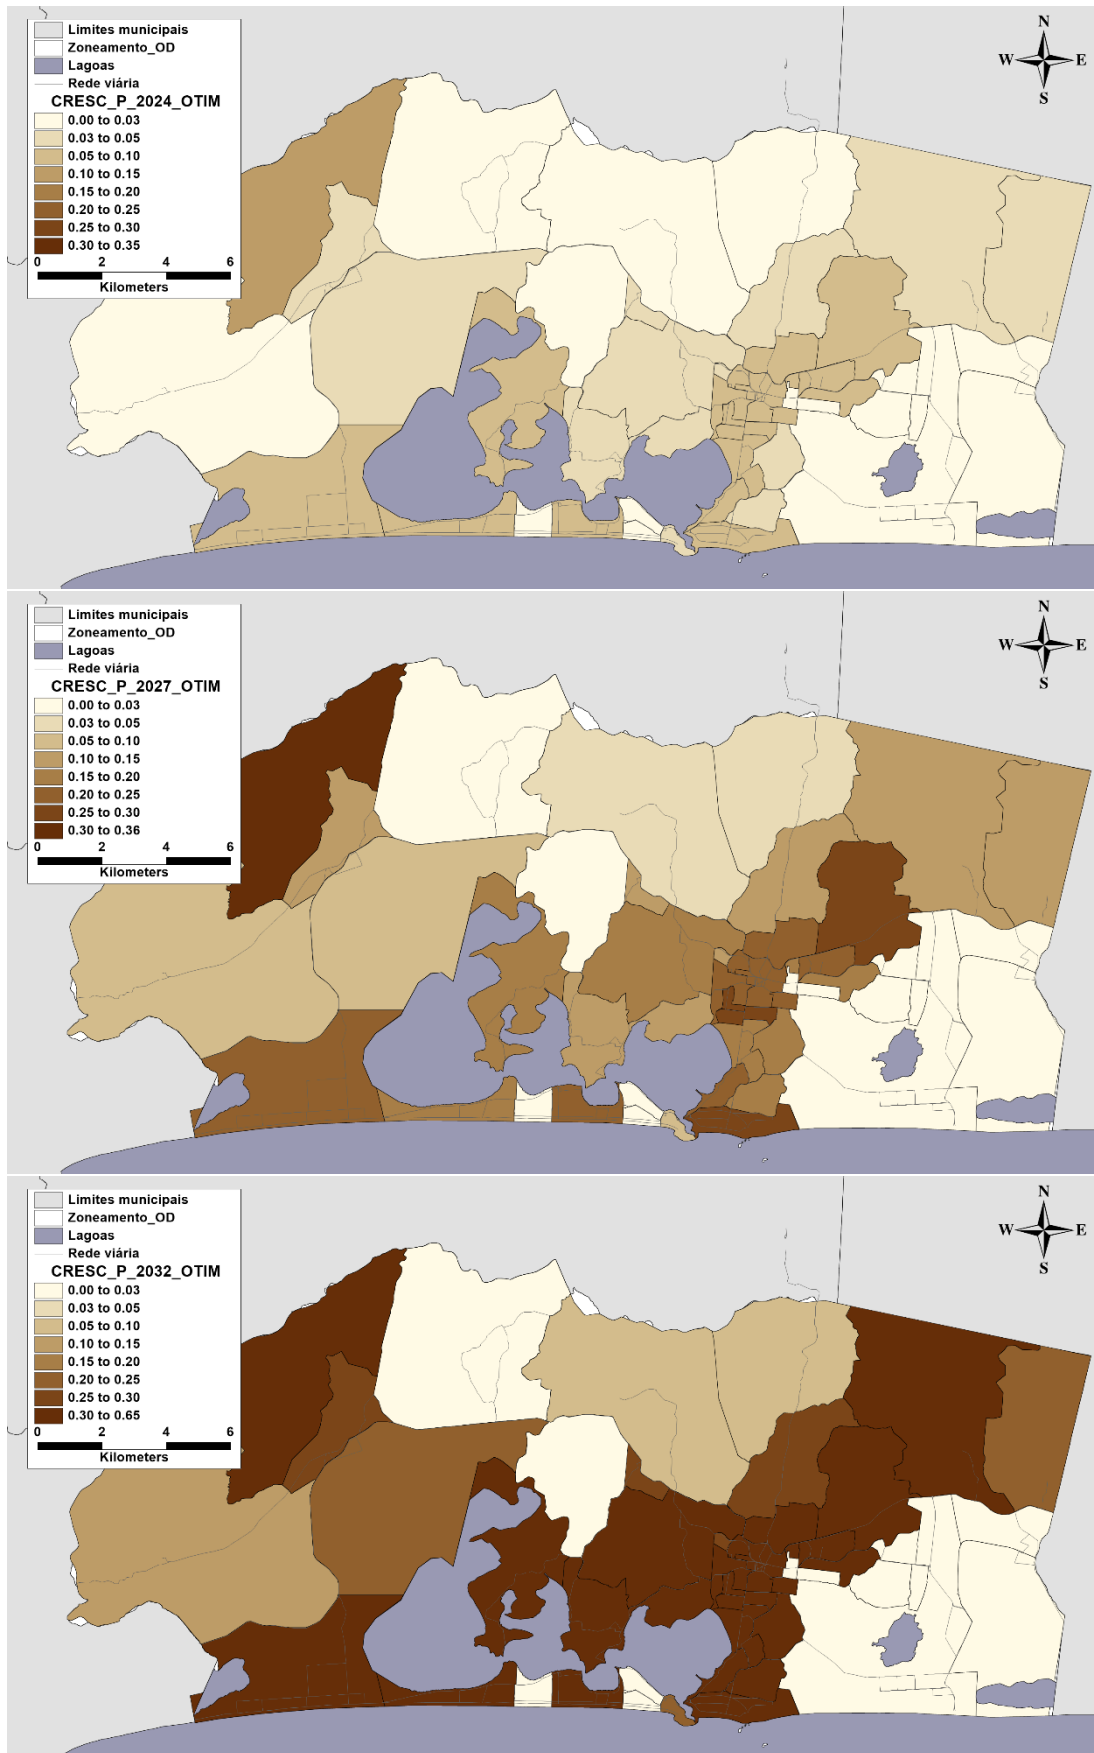 Limites municipais
Zoneamento_OD
Lagoas
Rede viária
CRESC_P_2024_OTIM
0.00 to 0.03
0.03 to 0.05
0.05 to 0.10
0.10 to 0.15
0.15 to 0.20
0.20 to 0.25
0.25 to 0.30
0.30 to 0.35
0 2 4 6
Kilometers
N
W E
S
Limites municipais
Zoneamento_OD
Lagoas
Rede viária
CRESC_P_2027_OTIM
0.00 to 0.03
0.03 to 0.05
0.05 to 0.10
0.10 to 0.15
0.15 to 0.20
0.20 to 0.25
0.25 to 0.30
0.30 to 0.36
0 2 4 6
Kilometers
N
W E
S
Limites municipais
Zoneamento_OD
Lagoas
Rede viária
CRESC_P_2032_OTIM
0.00 to 0.03
0.03 to 0.05
0.05 to 0.10
0.10 to 0.15
0.15 to 0.20
0.20 to 0.25
0.25 to 0.30
0.30 to 0.65
0 2 4 6
Kilometers
N
W E
S